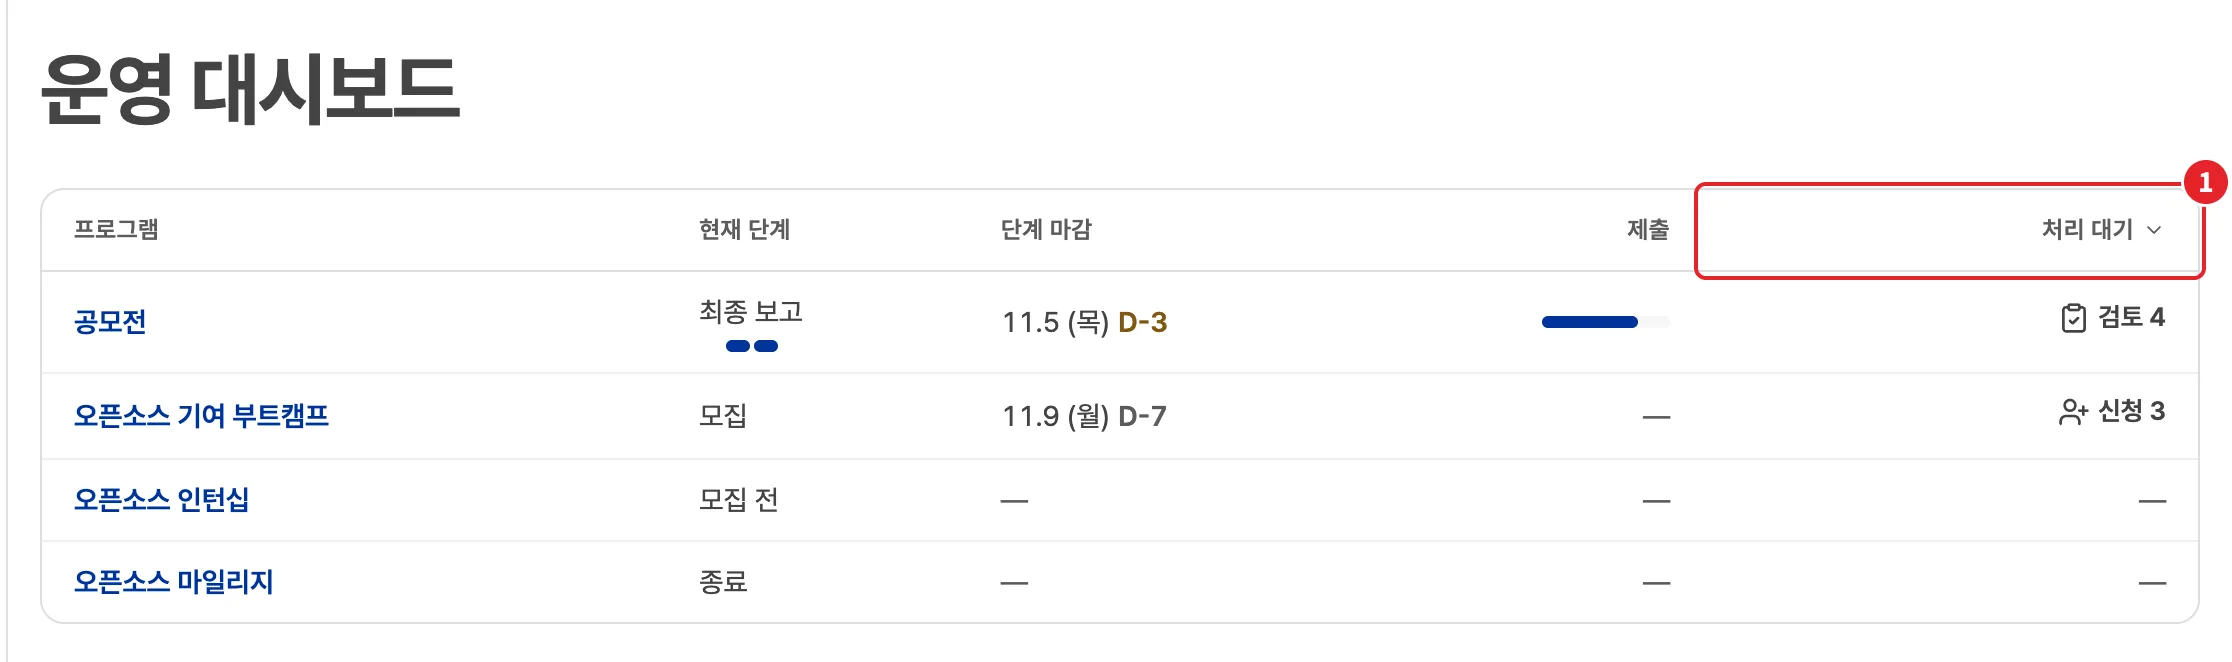 운영 대시보드
1
프로그램 현재 단계 단계 마감 제출 처리 대기
공모전 최종 보고 11.5 (목) D-3 검토 4
오픈소스 기여 부트캠프 모집 11.9 (월) D-7 — 신청 3
오픈소스 인턴십 모집 전 — — —
오픈소스 마일리지 종료 — — —